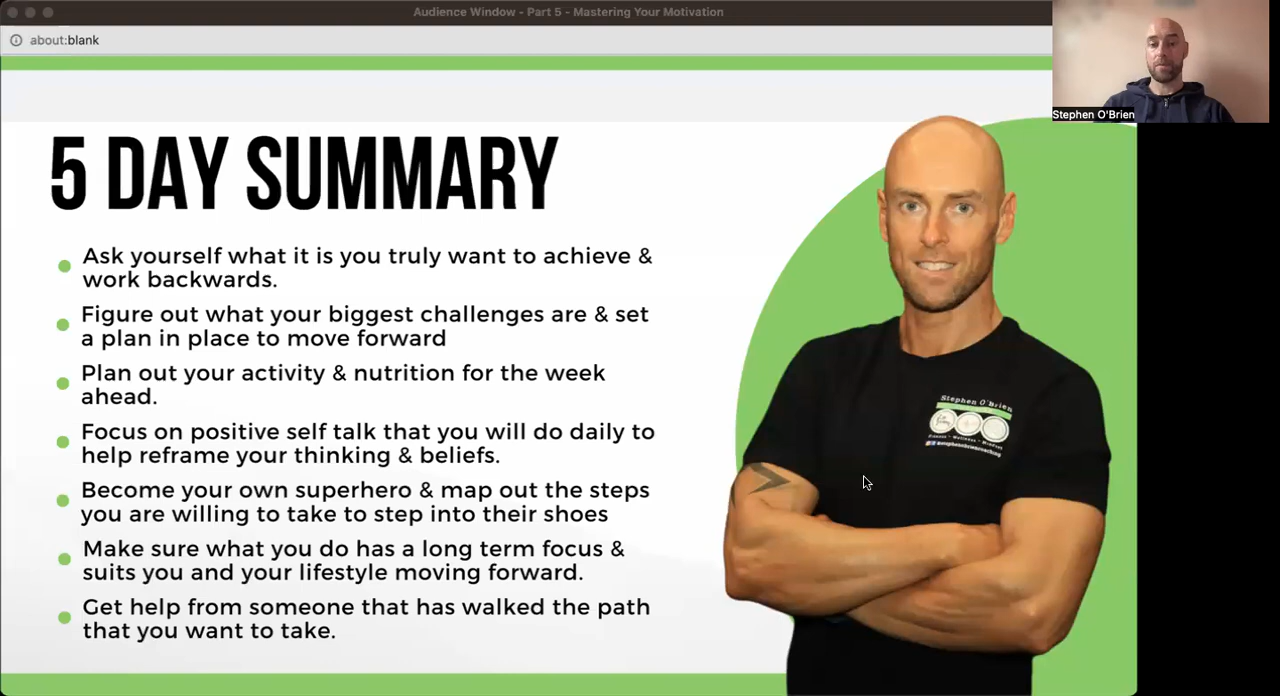 Audience Window - Part 5 - Mastering Your Motivation
about:blank
Stephen O'Brien
5 DAY SUMMARY
Ask yourself what it is you truly want to achieve &
work backwards.
Figure out what your biggest challenges are & set
a plan in place to move forward
Plan out your activity & nutrition for the week
ahead.
Focus on positive self talk that you will do daily to
help reframe your thinking & beliefs.
Become your own superhero & map out the steps
you are willing to take to step into their shoes
Make sure what you do has a long term focus &
suits you and your lifestyle moving forward.
Get help from someone that has walked the path
that you want to take.
Stephen O'Brien
Fitness * Wellness * Mindset
@stephenobriencoaching